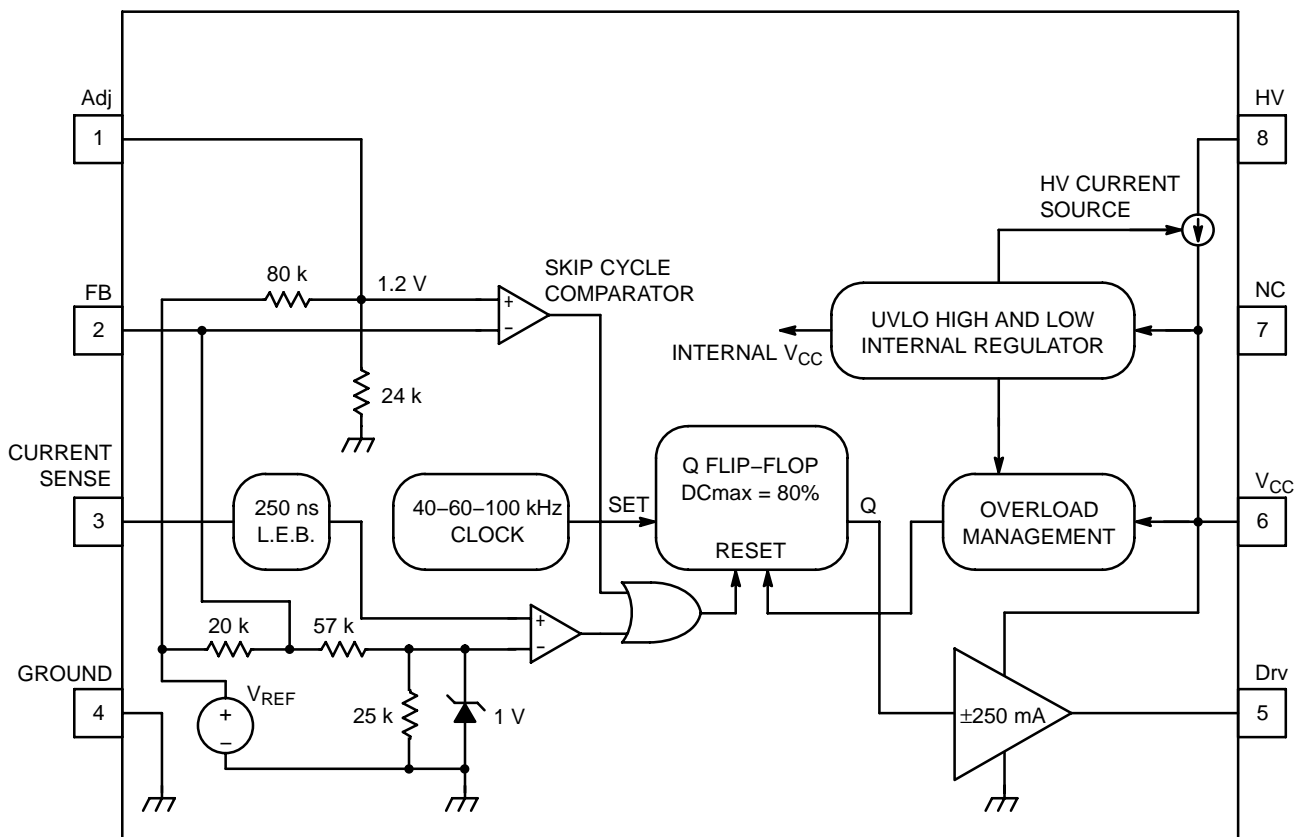 Adj
1
HV
8
HV CURRENT
SOURCE
80 k
1.2 V
SKIP CYCLE
COMPARATOR
FB
2
+
−
NC
7
UVLO HIGH AND LOW
INTERNAL REGULATOR
INTERNAL VCC
24 k
CURRENT
SENSE
3
250 ns
L.E.B.
40−60−100 kHz
CLOCK
SET
Q FLIP−FLOP
DCmax = 80%
RESET
Q
OVERLOAD
MANAGEMENT
VCC
6
20 k
57 k
+
−
GROUND
4
VREF
+
−
25 k
1 V
±250 mA
Drv
5